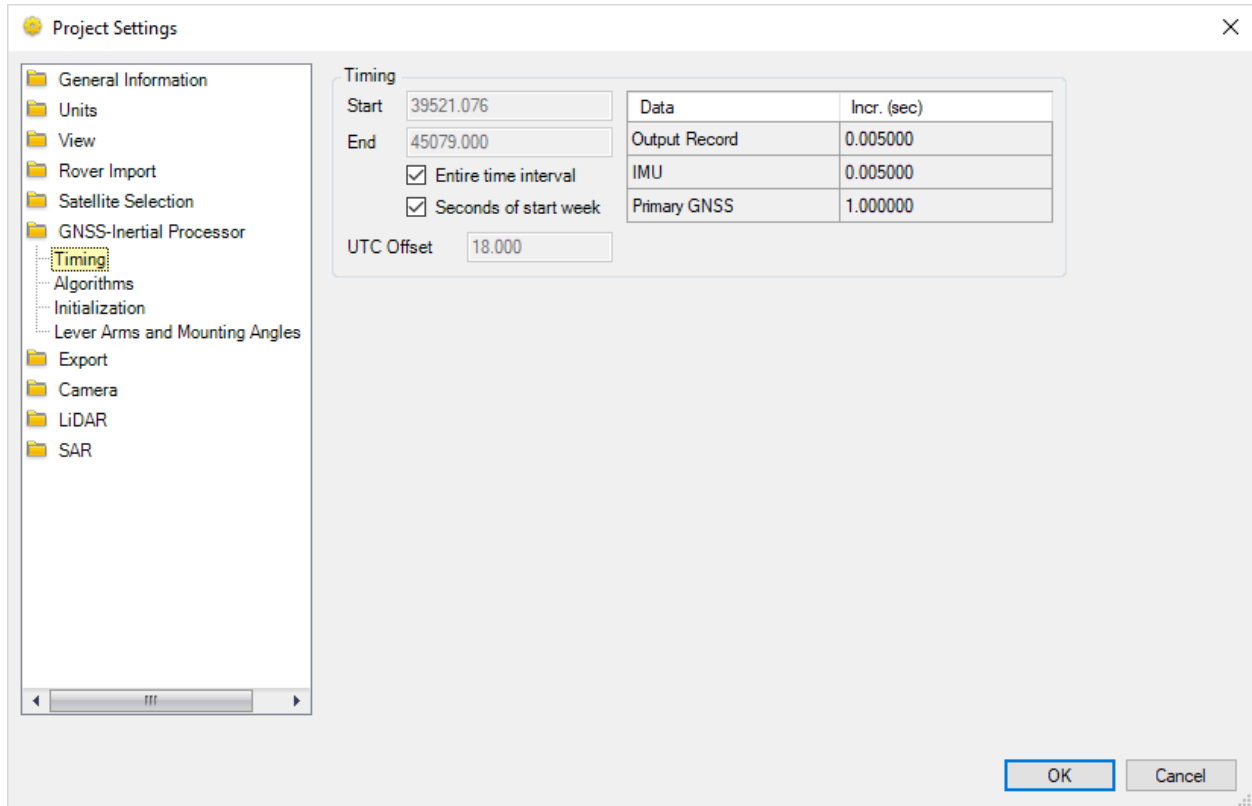 Project Settings
General Information
Units
View
Rover Import
Satellite Selection
GNSS-Inertial Processor
Timing
Algorithms
Initialization
Lever Arms and Mounting Angles
Export
Camera
LiDAR
SAR
Timing
Start 39521.076
End 45079.000
Entire time interval
Seconds of start week
UTC Offset 18.000
Data Incr. (sec)
Output Record 0.005000
IMU 0.005000
Primary GNSS 1.000000
OK Cancel